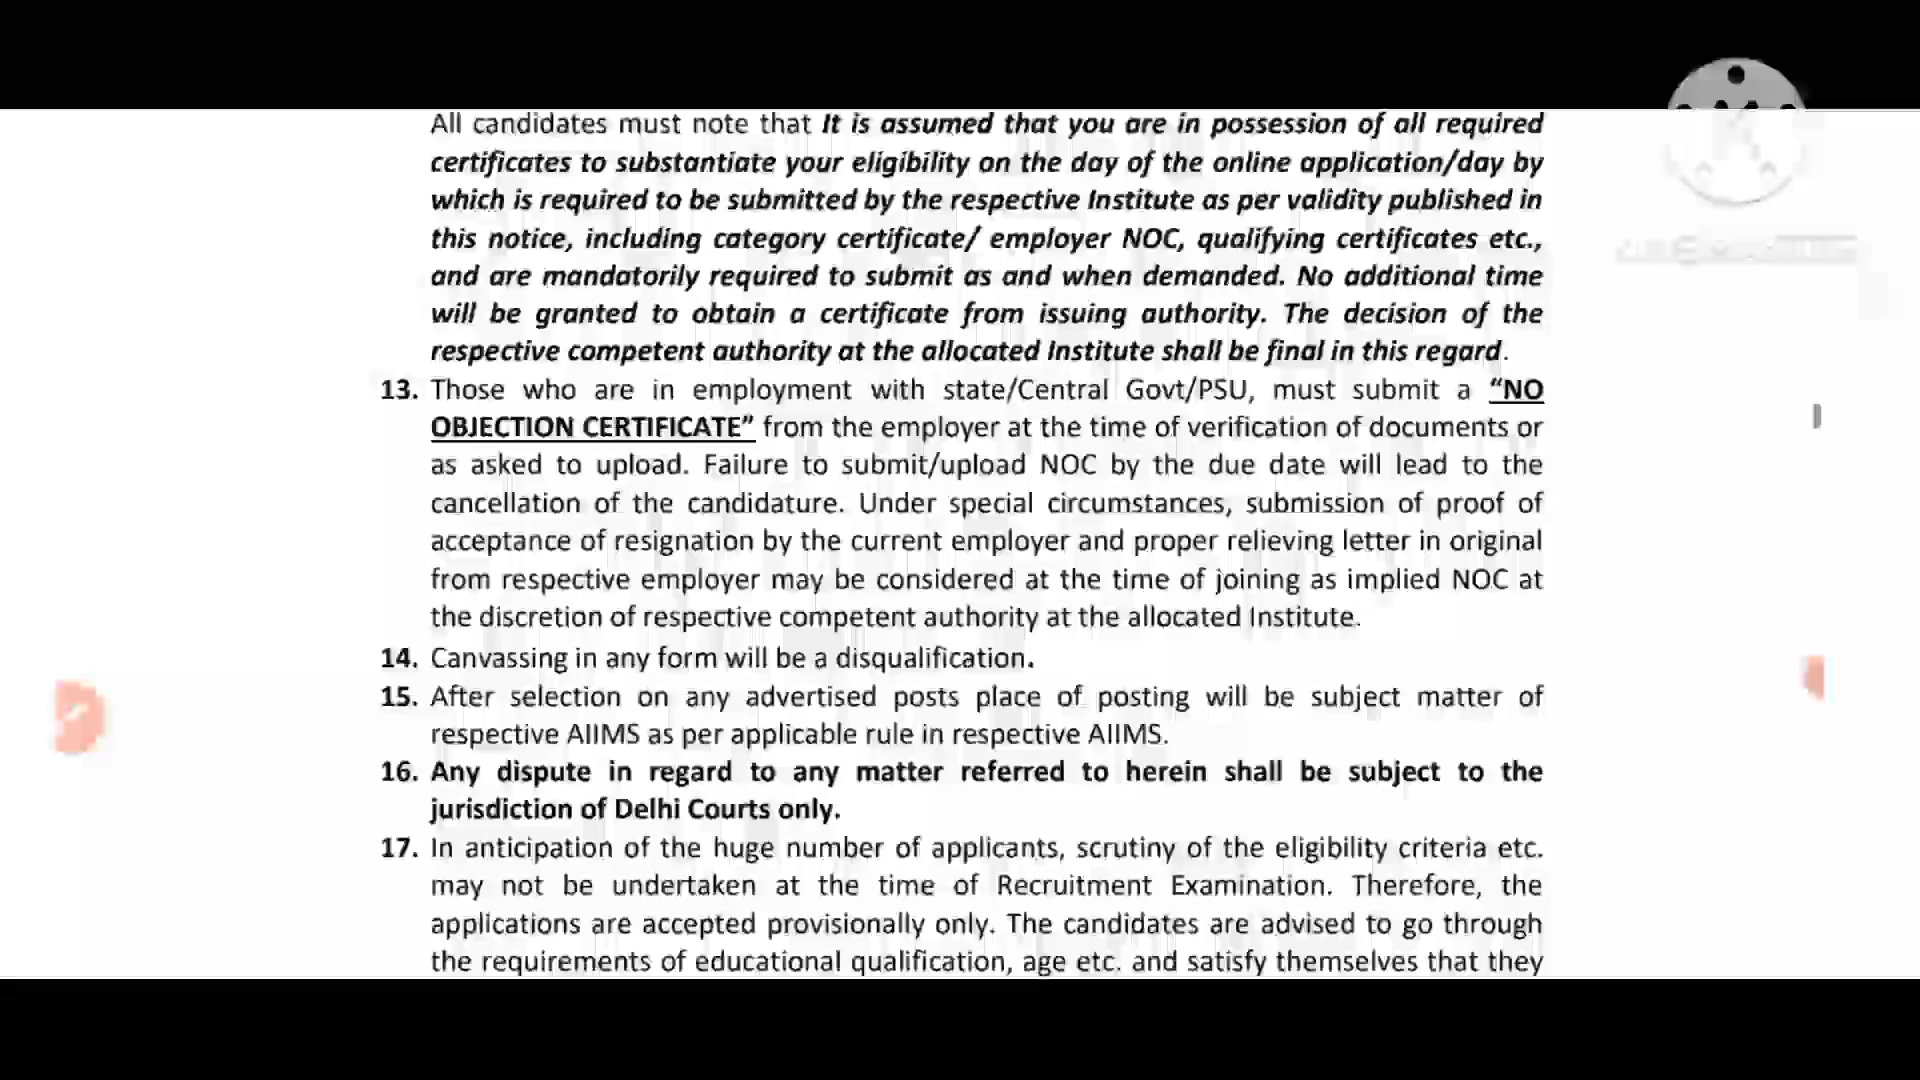 All candidates must note that It is assumed that you are in possession of all required
certificates to substantiate your eligibility on the day of the online application/day by
which is required to be submitted by the respective Institute as per validity published in
this notice, including category certificate/ employer NOC, qualifying certificates etc.,
and are mandatorily required to submit as and when demanded. No additional time
will be granted to obtain a certificate from issuing authority. The decision of the
respective competent authority at the allocated Institute shall be final in this regard.
13. Those who are in employment with state/Central Govt/PSU, must submit a “NO
OBJECTION CERTIFICATE” from the employer at the time of verification of documents or
as asked to upload. Failure to submit/upload NOC by the due date will lead to the
cancellation of the candidature. Under special circumstances, submission of proof of
acceptance of resignation by the current employer and proper relieving letter in original
from respective employer may be considered at the time of joining as implied NOC at
the discretion of respective competent authority at the allocated Institute.
14. Canvassing in any form will be a disqualification.
15. After selection on any advertised posts place of posting will be subject matter of
respective AIIMS as per applicable rule in respective AIIMS.
16. Any dispute in regard to any matter referred to herein shall be subject to the
jurisdiction of Delhi Courts only.
17. In anticipation of the huge number of applicants, scrutiny of the eligibility criteria etc.
may not be undertaken at the time of Recruitment Examination. Therefore, the
applications are accepted provisionally only. The candidates are advised to go through
the requirements of educational qualification, age etc. and satisfy themselves that they